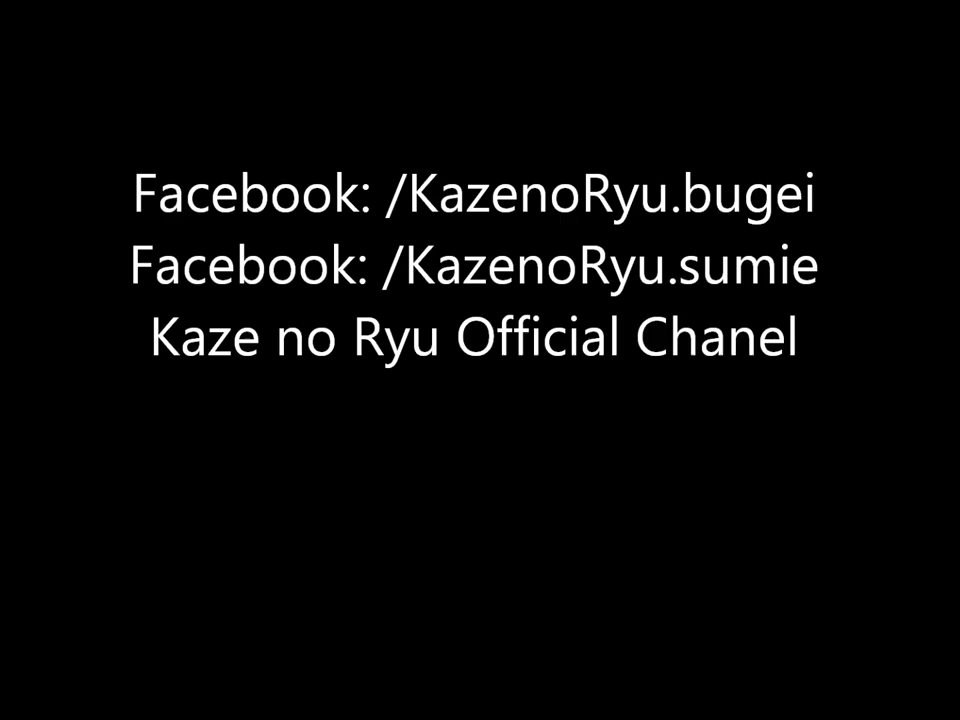 Facebook: /KazenoRyu.bugei
Facebook: /KazenoRyu.sumie
Kaze no Ryu Official Chanel